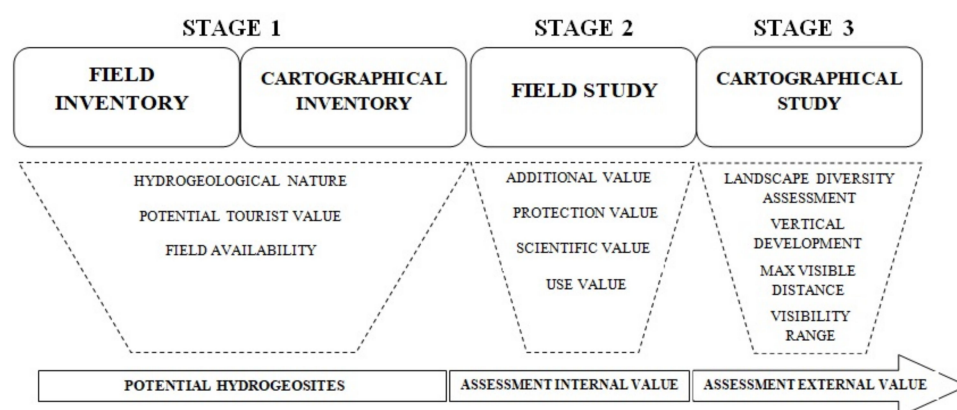 STAGE 1
STAGE 2
STAGE 3
FIELD
INVENTORY
CARTOGRAPHICAL
INVENTORY
FIELD STUDY
CARTOGRAPHICAL
STUDY
HYDROGEOLOGICAL NATURE
POTENTIAL TOURIST VALUE
FIELD AVAILABILITY
ADDITIONAL VALUE
PROTECTION VALUE
SCIENTIFIC VALUE
USE VALUE
LANDSCAPE DIVERSITY
ASSESSMENT
VERTICAL
DEVELOPMENT
MAX VISIBLE
DISTANCE
VISIBILITY
RANGE
POTENTIAL HYDROGEOSITES
ASSESSMENT INTERNAL VALUE
ASSESSMENT EXTERNAL VALUE